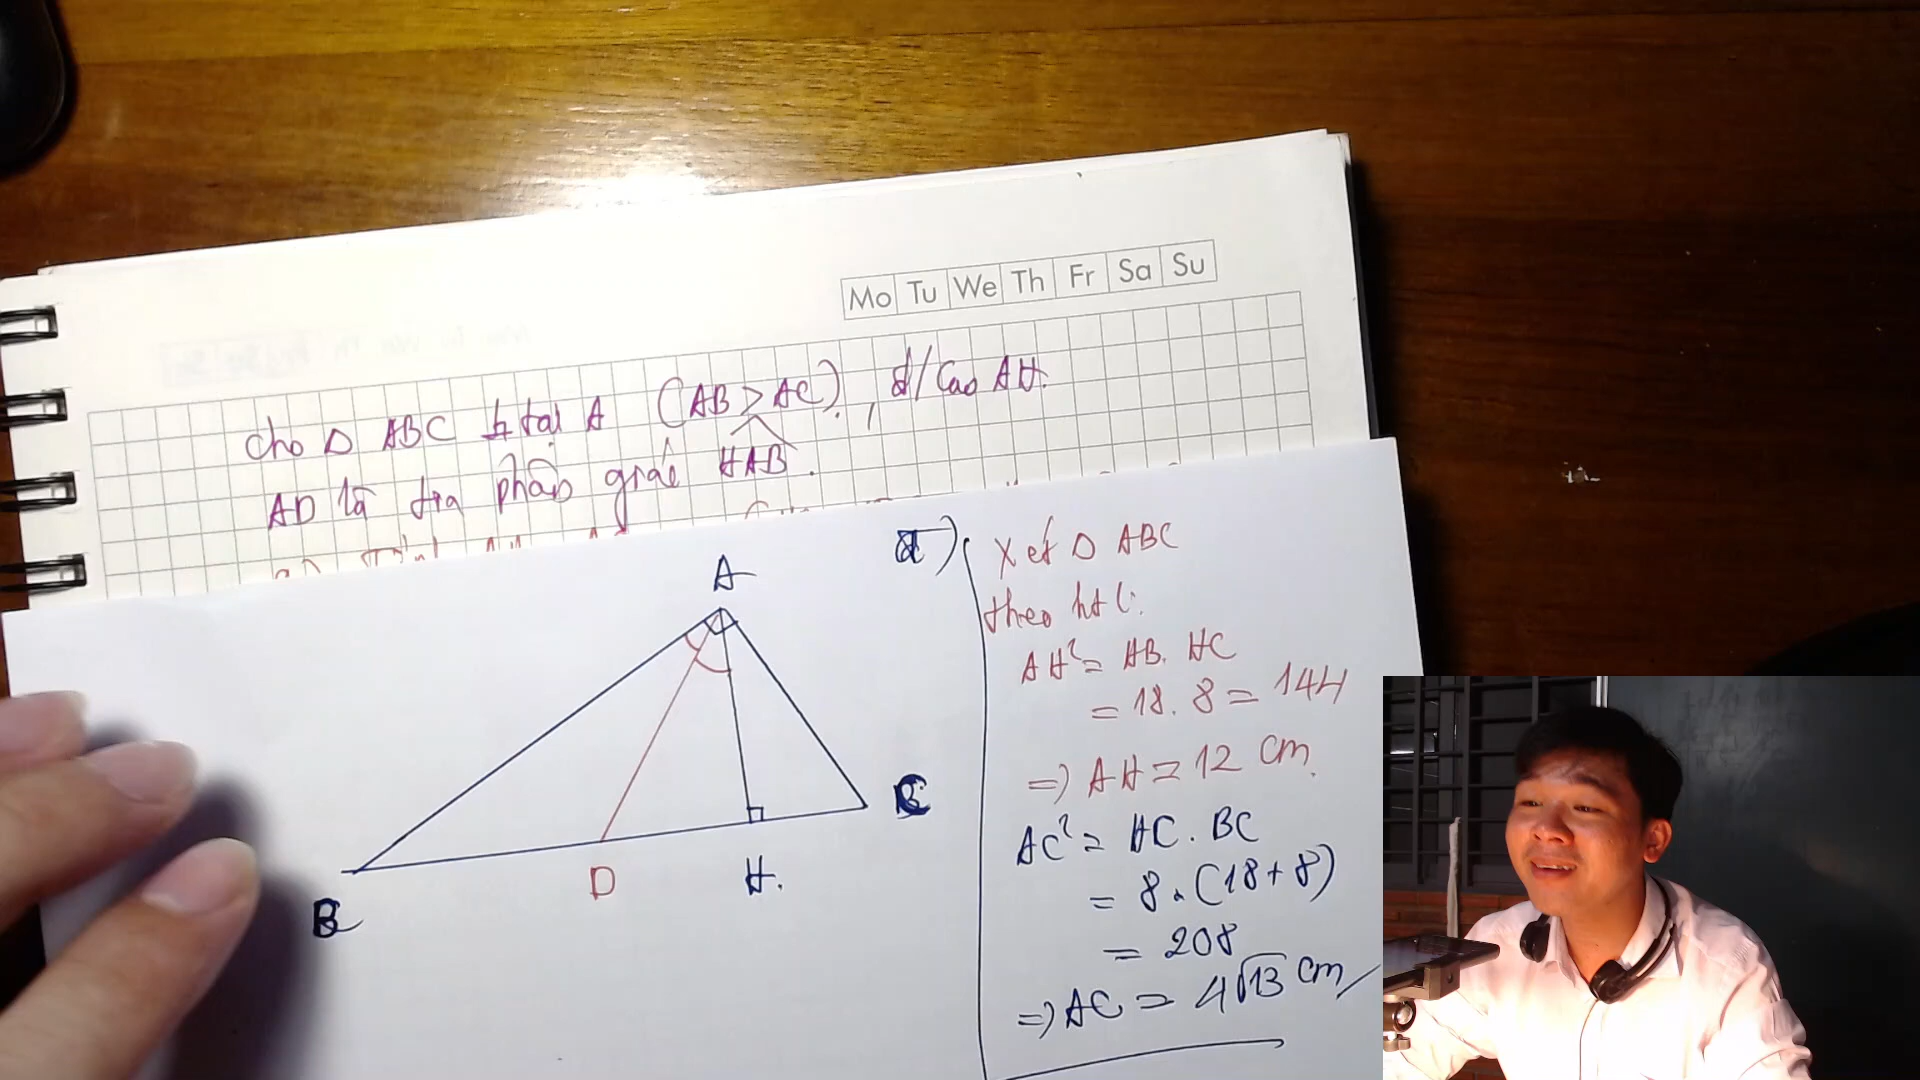 Mo Tu We Th Fr Sa Su
Cho Δ ABC tại A (AB > AC), đ/cao AH.
AD là tia phân giác HAB.
A
B
D
H.
C
a)
Xét Δ ABC
theo htl:
AH² = HB. HC
= 18. 8 = 144
=> AH = 12 cm.
AC² = HC. BC
= 8. (18+8)
= 208
=> AC = 4√13 cm